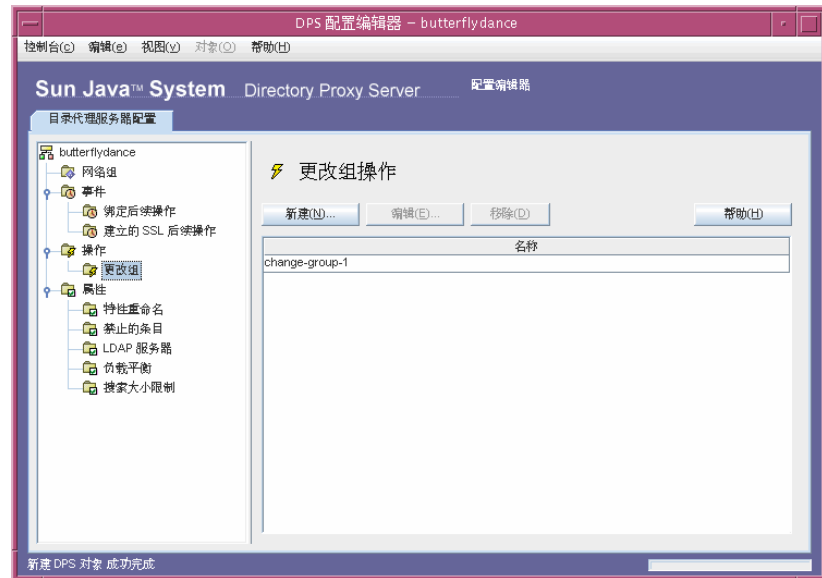 DPS 配置编辑器 – butterflydance
控制台(c) 编辑(e) 视图(v) 对象(O) 帮助(H)
Sun Java™ System Directory Proxy Server 配置编辑器
目录代理服务器配置
butterflydance
网络组
事件
绑定后续操作
建立的 SSL 后续操作
操作
更改组
属性
特性重命名
禁止的条目
LDAP 服务器
负载平衡
搜索大小限制
更改组操作
新建(N)... 编辑(E)... 移除(D) 帮助(H)
名称
change-group-1
新建 DPS 对象 成功完成